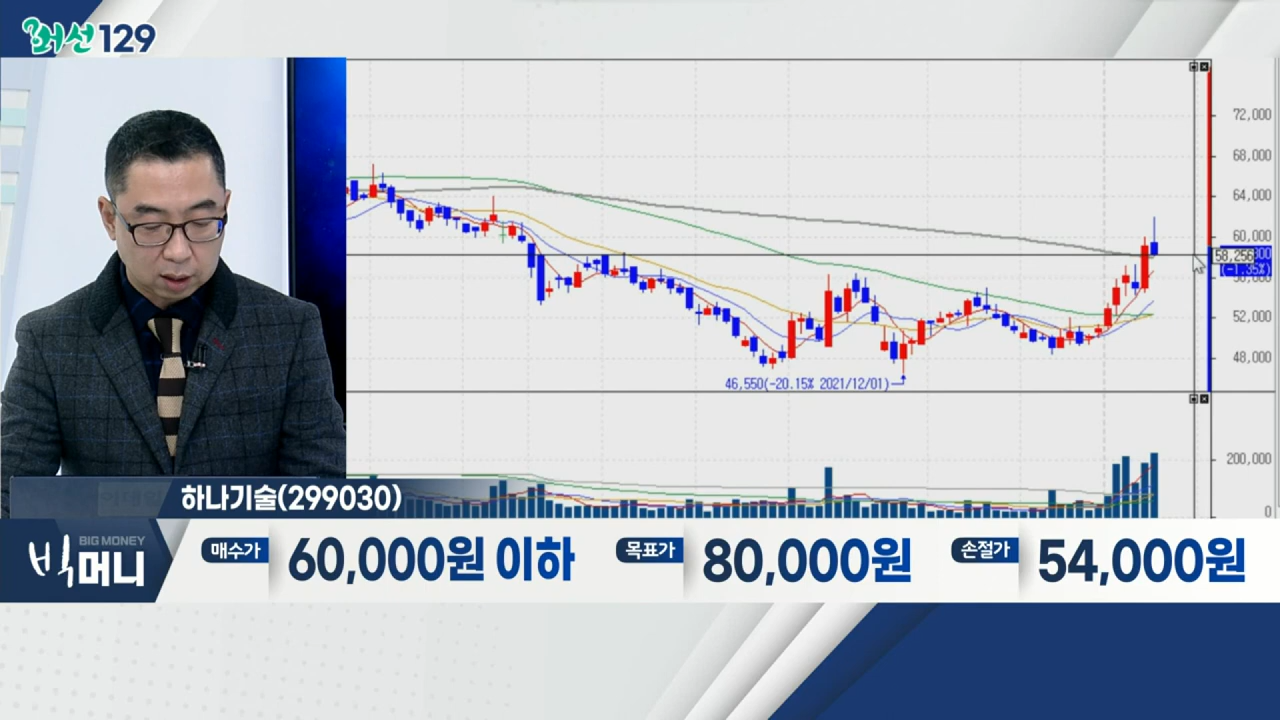 머선129
72,000
68,000
64,000
60,000
58,256
(-1.35%)
52,000
48,000
46,550(-20.15% 2021/12/01)
200,000
0
하나기술(299030)
BIG MONEY
빅머니
매수가
60,000원 이하
목표가
80,000원
손절가
54,000원